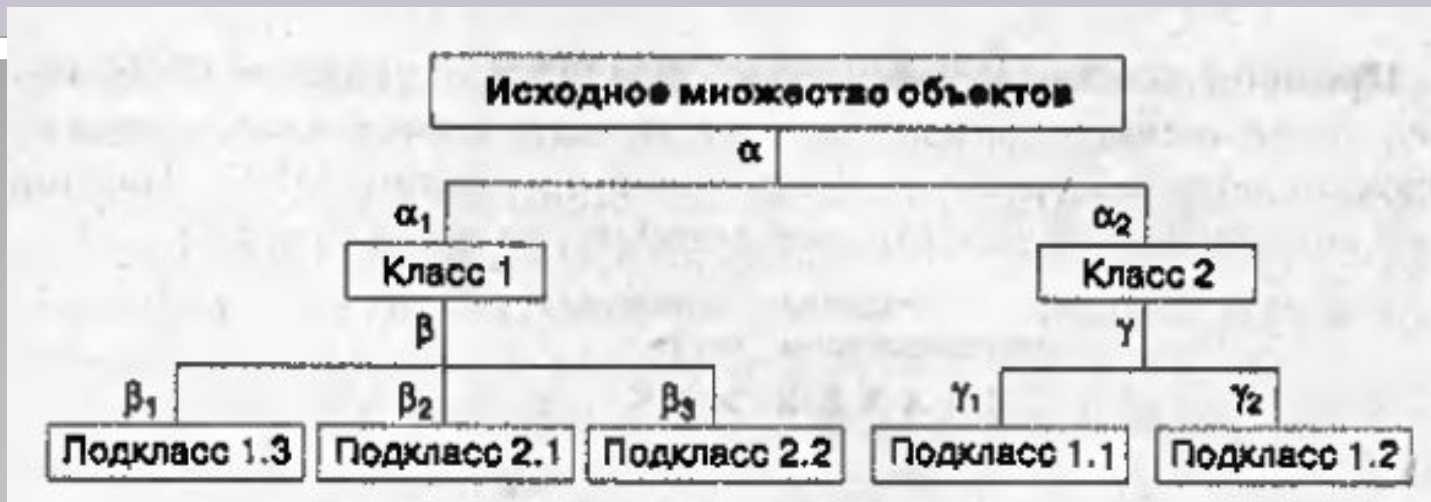 Исходное множество объектов
α
α₁ α₂
Класс 1 Класс 2
β γ
β₁ β₂ β₃ γ₁ γ₂
Подкласс 1.3 Подкласс 2.1 Подкласс 2.2 Подкласс 1.1 Подкласс 1.2